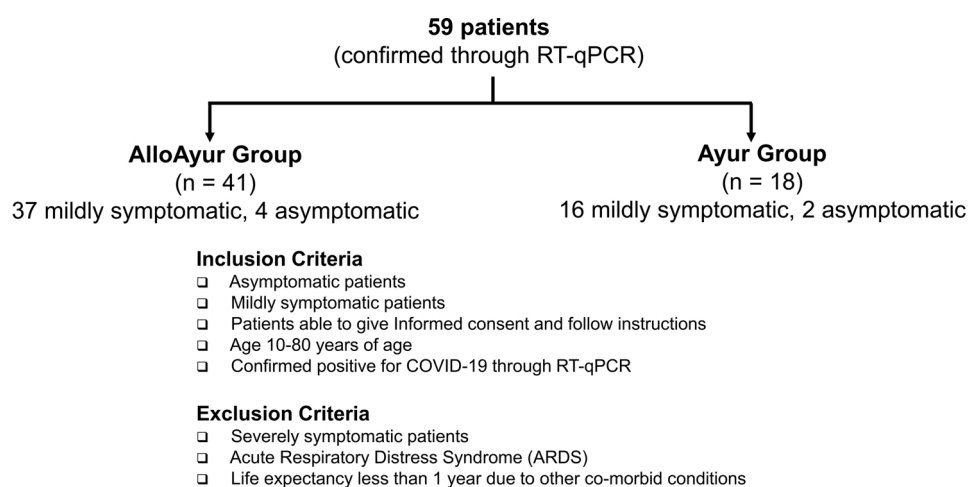 59 patients
(confirmed through RT-qPCR)
AlloAyur Group
(n = 41)
37 mildly symptomatic, 4 asymptomatic
Ayur Group
(n = 18)
16 mildly symptomatic, 2 asymptomatic
Inclusion Criteria
❑ Asymptomatic patients
❑ Mildly symptomatic patients
❑ Patients able to give Informed consent and follow instructions
❑ Age 10-80 years of age
❑ Confirmed positive for COVID-19 through RT-qPCR
Exclusion Criteria
❑ Severely symptomatic patients
❑ Acute Respiratory Distress Syndrome (ARDS)
❑ Life expectancy less than 1 year due to other co-morbid conditions